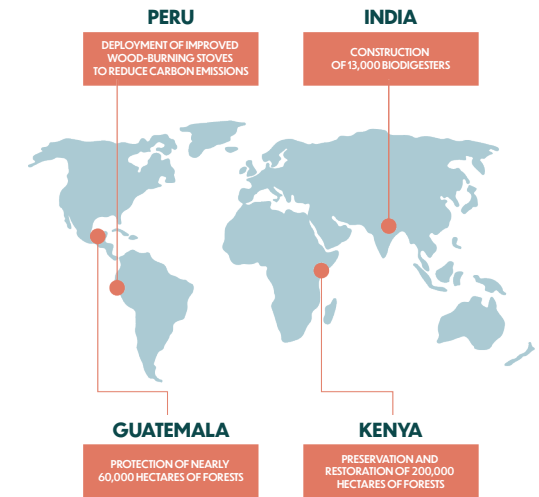 PERU
DEPLOYMENT OF IMPROVED
WOOD-BURNING STOVES
TO REDUCE CARBON EMISSIONS
INDIA
CONSTRUCTION
OF 13,000 BIODIGESTERS
GUATEMALA
PROTECTION OF NEARLY
60,000 HECTARES OF FORESTS
KENYA
PRESERVATION AND
RESTORATION OF 200,000
HECTARES OF FORESTS